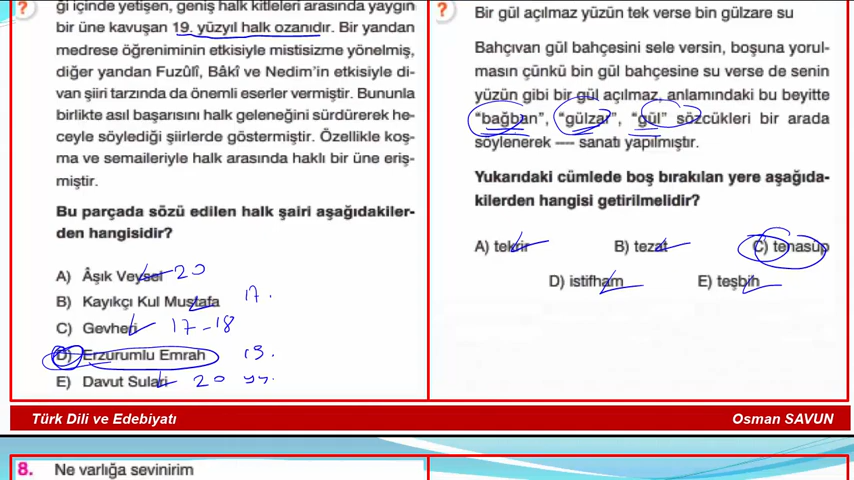 ?
ği içinde yetişen, geniş halk kitleleri arasında yaygın
bir üne kavuşan 19. yüzyıl halk ozanıdır. Bir yandan
medrese öğreniminin etkisiyle mistisizme yönelmiş,
diğer yandan Fuzûlî, Bâkî ve Nedim'in etkisiyle di-
van şiiri tarzında da önemli eserler vermiştir. Bununla
birlikte asıl başarısını halk geleneğini sürdürerek he-
ceyle söylediği şiirlerde göstermiştir. Özellikle koş-
ma ve semaileriyle halk arasında haklı bir üne eriş-
miştir.
Bu parçada sözü edilen halk şairi aşağıdakiler-
den hangisidir?
A) Âşık Veysel 20
B) Kayıkçı Kul Mustafa 17.
C) Gevheri 17-18
D) Erzurumlu Emrah 19.
E) Davut Sulari 20 yy.
?
Bir gül açılmaz yüzün tek verse bin gülzare su
Bahçıvan gül bahçesini sele versin, boşuna yorul-
masın çünkü bin gül bahçesine su verse de senin
yüzün gibi bir gül açılmaz, anlamındaki bu beyitte
"bağban", "gülzar", "gül" sözcükleri bir arada
söylenerek ---- sanatı yapılmıştır.
Yukarıdaki cümlede boş bırakılan yere aşağıda-
kilerden hangisi getirilmelidir?
A) tekrir B) tezat C) tenasup
D) istifham E) teşbih
Türk Dili ve Edebiyatı Osman SAVUN
8. Ne varlığa sevinirim